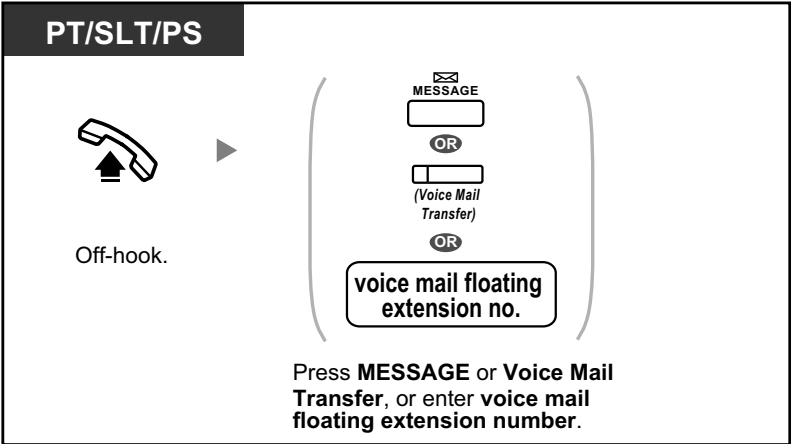 PT/SLT/PS
MESSAGE
OR
(Voice Mail
Transfer)
OR
voice mail floating
extension no.
Off-hook.
Press MESSAGE or Voice Mail
Transfer, or enter voice mail
floating extension number.